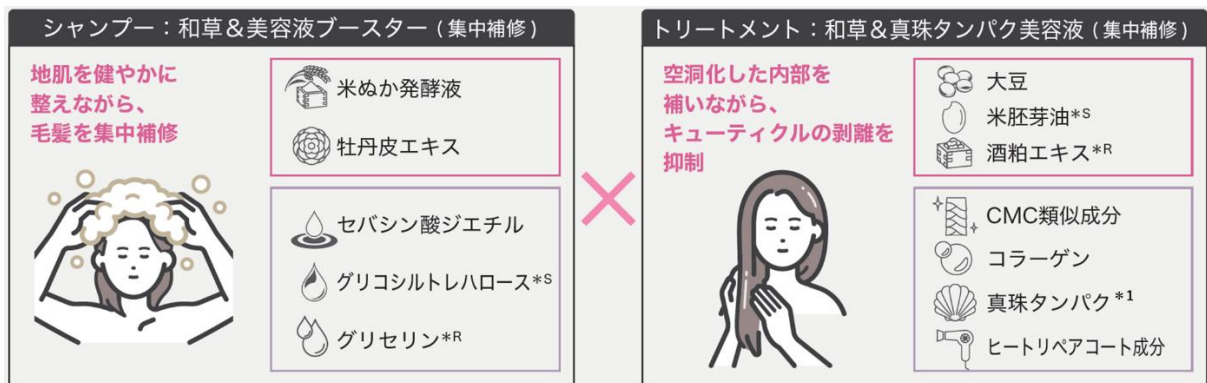 シャンプー：和草＆美容液ブースター（集中補修）
地肌を健やかに
整えながら、
毛髪を集中補修
米ぬか発酵液
牡丹皮エキス
セバシン酸ジエチル
グリコシルトレハロース*S
グリセリン*R
トリートメント：和草＆真珠タンパク美容液（集中補修）
空洞化した内部を
補いながら、
キューティクルの剥離を
抑制
大豆
米胚芽油*S
酒粕エキス*R
CMC類似成分
コラーゲン
真珠タンパク*1
ヒートリペアコート成分